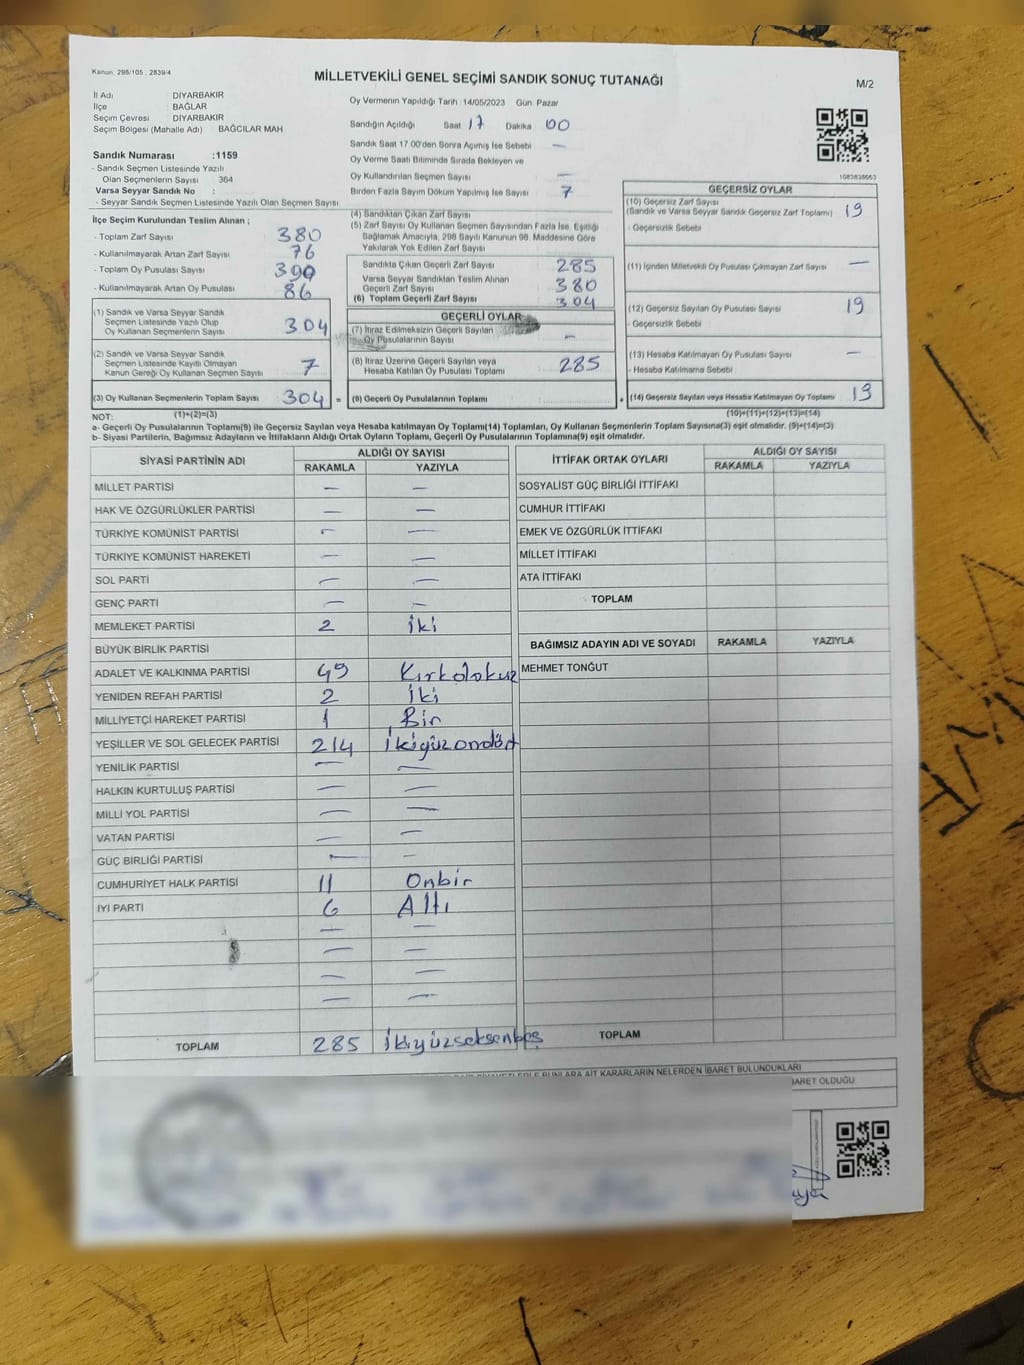 Kanun, 298/105 , 2839/4
MİLLETVEKİLİ GENEL SEÇİMİ SANDIK SONUÇ TUTANAĞI
M/2
İl Adı : DİYARBAKIR
İlçe : BAĞLAR
Seçim Çevresi : DİYARBAKIR
Seçim Bölgesi (Mahalle Adı) : BAĞCILAR MAH
Sandık Numarası :1159
- Sandık Seçmen Listesinde Yazılı
Olan Seçmenlerin Sayısı : 364
Varsa Seyyar Sandık No :
- Seyyar Sandık Seçmen Listesinde Yazılı Olan Seçmen Sayısı :
Oy Vermenin Yapıldığı Tarih 14/05/2023 Gün Pazar
Sandığın Açıldığı Saat 17 Dakika 00
Sandık Saat 17.00'den Sonra Açımış İse Sebebi —
Oy Verme Saati Bitiminde Sırada Bekleyen ve
Oy Kullandırılan Seçmen Sayısı —
Birden Fazla Sayım Döküm Yapılmış İse Sayısı 7
1083838663
İlçe Seçim Kurulundan Teslim Alınan ;
- Toplam Zarf Sayısı 380
- Kullanılmayarak Artan Zarf Sayısı 76
- Toplam Oy Pusulası Sayısı
- Kullanılmayarak Artan Oy Pusulası 86
(1) Sandık ve Varsa Seyyar Sandık
Seçmen Listesinde Yazılı Olup
Oy Kullanan Seçmenlerin Sayısı 304
(2) Sandık ve Varsa Seyyar Sandık
Seçmen Listesinde Kayıtlı Olmayan
Kanun Gereği Oy Kullanan Seçmen Sayısı 7
(3) Oy Kullanan Seçmenlerin Toplam Sayısı 304 =
(4) Sandıktan Çıkan Zarf Sayısı
(5) Zarf Sayısı Oy Kullanan Seçmen Sayısından Fazla İse, Eşitliği
Sağlamak Amacıyla, 298 Sayılı Kanunun 98. Maddesine Göre
Yakılarak Yok Edilen Zarf Sayısı
Sandıkta Çıkan Geçerli Zarf Sayısı 285
Varsa Seyyar Sandıktan Teslim Alınan
Geçerli Zarf Sayısı 380
(6) Toplam Geçerli Zarf Sayısı 304
GEÇERLİ OYLAR
(7) İtiraz Edilmeksizin Geçerli Sayılan
Oy Pusulalarının Sayısı —
(8) İtiraz Üzerine Geçerli Sayılan veya
Hesaba Katılan Oy Pusulası Toplamı 285
(9) Geçerli Oy Pusulalarının Toplamı +
GEÇERSİZ OYLAR
(10) Geçersiz Zarf Sayısı
(Sandık ve Varsa Seyyar Sandık Geçersiz Zarf Toplamı) 19
- Geçersizlik Sebebi
(11) İçinden Milletvekili Oy Pusulası Çıkmayan Zarf Sayısı —
(12) Geçersiz Sayılan Oy Pusulası Sayısı 19
- Geçersizlik Sebebi
(13) Hesaba Katılmayan Oy Pusulası Sayısı —
- Hesaba Katılmama Sebebi
(14) Geçersiz Sayılan veya Hesaba Katılmayan Oy Toplamı 19
NOT: (1)+(2)=(3) (10)+(11)+(12)+(13)=(14)
a- Geçerli Oy Pusulalarının Toplamı(9) ile Geçersiz Sayılan veya Hesaba katılmayan Oy Toplamı(14) Toplamları, Oy Kullanan Seçmenlerin Toplam Sayısına(3) eşit olmalıdır. (9)+(14)=(3)
b- Siyasi Partilerin, Bağımsız Adayların ve İttifakların Aldığı Ortak Oyların Toplamı, Geçerli Oy Pusulalarının Toplamına(9) eşit olmalıdır.
SİYASİ PARTİNİN ADI ALDIĞI OY SAYISI
RAKAMLA YAZIYLA
MİLLET PARTİSİ — —
HAK VE ÖZGÜRLÜKLER PARTİSİ — —
TÜRKİYE KOMÜNİST PARTİSİ — —
TÜRKİYE KOMÜNİST HAREKETİ — —
SOL PARTİ — —
GENÇ PARTİ — —
MEMLEKET PARTİSİ 2 İki
BÜYÜK BİRLİK PARTİSİ
ADALET VE KALKINMA PARTİSİ 49 Kırkdokuz
YENİDEN REFAH PARTİSİ 2 İki
MİLLİYETÇİ HAREKET PARTİSİ 1 Bir
YEŞİLLER VE SOL GELECEK PARTİSİ 214 İkiyüzondört
YENİLİK PARTİSİ — —
HALKIN KURTULUŞ PARTİSİ — —
MİLLİ YOL PARTİSİ — —
VATAN PARTİSİ — —
GÜÇ BİRLİĞİ PARTİSİ — —
CUMHURİYET HALK PARTİSİ 11 Onbir
İYİ PARTİ 6 Altı
— —
— —
— —
— —
TOPLAM 285 İkiyüzseksenbeş
İTTİFAK ORTAK OYLARI ALDIĞI OY SAYISI
RAKAMLA YAZIYLA
SOSYALİST GÜÇ BİRLİĞİ İTTİFAKI
CUMHUR İTTİFAKI
EMEK VE ÖZGÜRLÜK İTTİFAKI
MİLLET İTTİFAKI
ATA İTTİFAKI
TOPLAM
BAĞIMSIZ ADAYIN ADI VE SOYADI RAKAMLA YAZIYLA
MEHMET TONĞUT
TOPLAM
BUNLARA AİT KARARLARIN NELERDEN İBARET BULUNDUKLARI
İBARET OLDUĞU